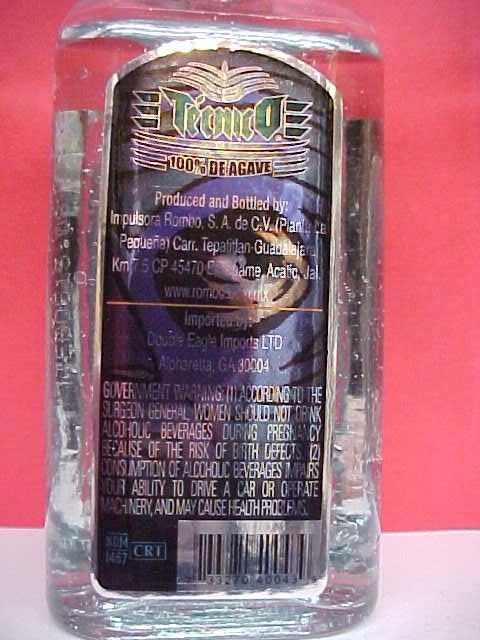 Técnico
100% DE AGAVE
Produced and Bottled by:
Impulsora Rombo, S. A. de C.V. (Planta La
Pequeña) Carr. Tepatitlan-Guadalajara
Km 7.5 CP 45470 Acatic, Jal.
Imported by:
Double Eagle Imports LTD
Alpharetta, GA 30004
GOVERNMENT WARNING: (1) ACCORDING TO THE
SURGEON GENERAL, WOMEN SHOULD NOT DRINK
ALCOHOLIC BEVERAGES DURING PREGNANCY
BECAUSE OF THE RISK OF BIRTH DEFECTS. (2)
CONSUMPTION OF ALCOHOLIC BEVERAGES IMPAIRS
YOUR ABILITY TO DRIVE A CAR OR OPERATE
MACHINERY, AND MAY CAUSE HEALTH PROBLEMS.
NOM
1467
CRT
33270 40043